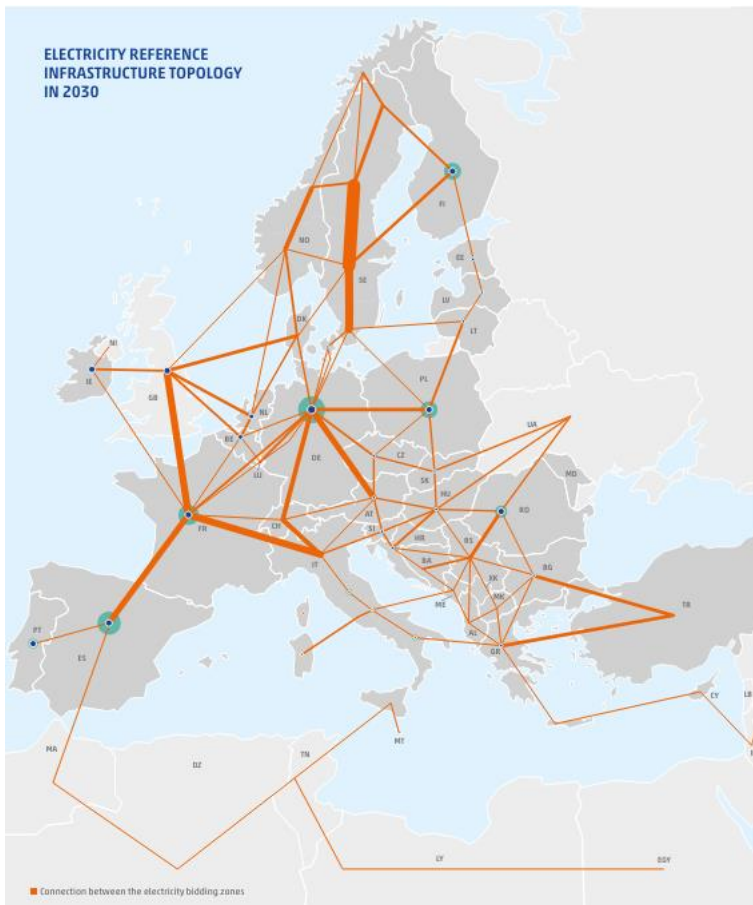 ELECTRICITY REFERENCE
INFRASTRUCTURE TOPOLOGY
IN 2030
FI
NO
SE
EE
LV
LT
DK
NI
IE
GB
NL
BE
PL
DE
LU
CZ
UA
SK
MD
FR
CH
AT
HU
RO
SI
HR
IT
BA
RS
XK
BG
ME
MK
AL
TR
PT
ES
GR
CY
LB
MA
DZ
TN
MT
LY
EGY
Connection between the electricity bidding zones